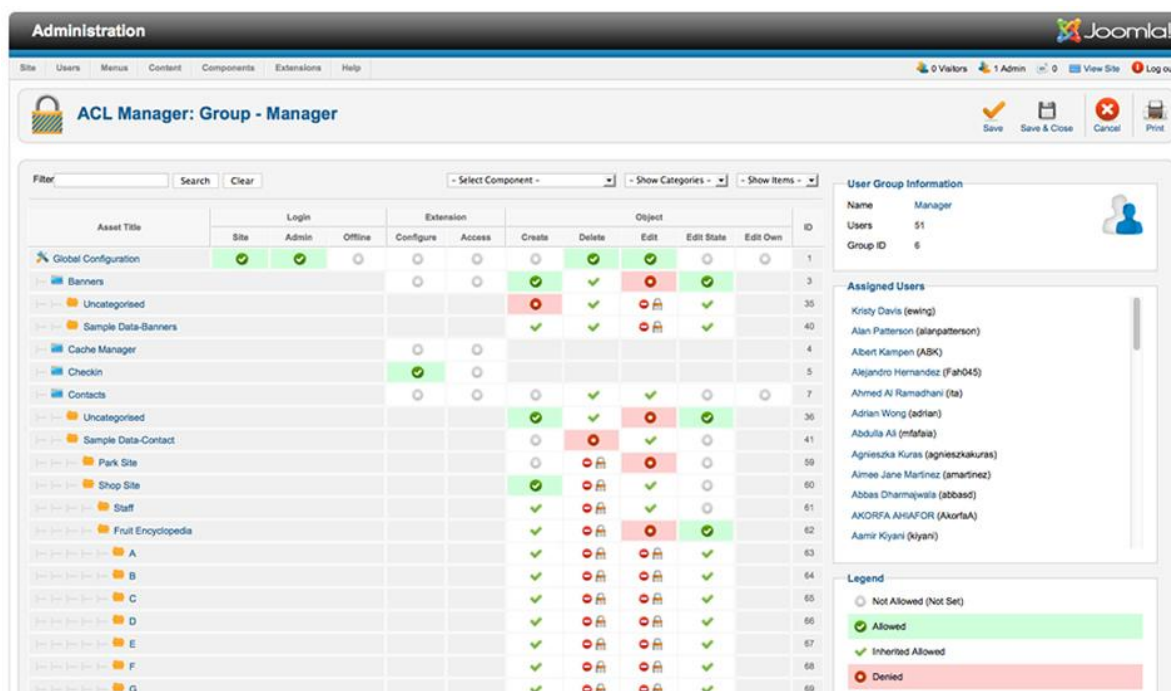 Administration
Joomla!
Site Users Menus Content Components Extensions Help
0 Visitors 1 Admin 0 View Site Log ou
ACL Manager: Group - Manager
Save Save & Close Cancel Print
Filter Search Clear - Select Component - - Show Categories - - Show Items -
Asset Title Login Extension Object ID
Site Admin Offline Configure Access Create Delete Edit Edit State Edit Own
Global Configuration 1
Banners 3
Uncategorised 35
Sample Data-Banners 40
Cache Manager 4
Checkin 5
Contacts 7
Uncategorised 36
Sample Data-Contact 41
Park Site 59
Shop Site 60
Staff 61
Fruit Encyclopedia 62
A 63
B 64
C 65
D 66
E 67
F 68
G 69
User Group Information
Name Manager
Users 51
Group ID 6
Assigned Users
Kristy Davis (ewing)
Alan Patterson (alanpatterson)
Albert Kampen (ABK)
Alejandro Hernandez (Fah045)
Ahmed Al Ramadhani (ita)
Adrian Wong (adrian)
Abdulla Ali (mfafaia)
Agnieszka Kuras (agnieszkakuras)
Aimee Jane Martinez (amartinez)
Abbas Dharmajwala (abbasd)
AKORFA AHIAFOR (AkorfaA)
Aamir Kiyani (kiyani)
Legend
Not Allowed (Not Set)
Allowed
Inherited Allowed
Denied